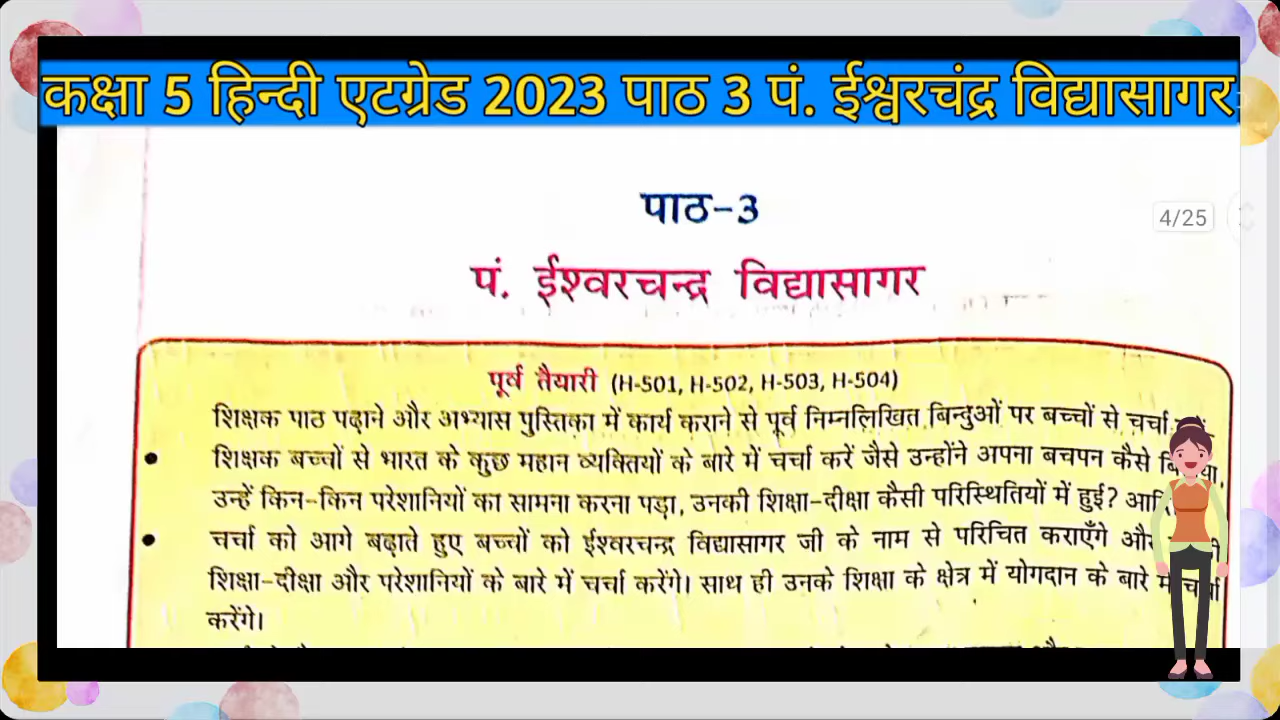 कक्षा 5 हिन्दी एटग्रेड 2023 पाठ 3 पं. ईश्वरचंद्र विद्यासागर
पाठ-3
4/25
पं. ईश्वरचन्द्र विद्यासागर
पूर्व तैयारी (H-501, H-502, H-503, H-504)
शिक्षक पाठ पढ़ाने और अभ्यास पुस्तिका में कार्य कराने से पूर्व निम्नलिखित बिन्दुओं पर बच्चों से चर्चा
• शिक्षक बच्चों से भारत के कुछ महान व्यक्तियों के बारे में चर्चा करें जैसे उन्होंने अपना बचपन कैसे
उन्हें किन-किन परेशानियों का सामना करना पड़ा, उनकी शिक्षा-दीक्षा कैसी परिस्थितियों में हुई?
• चर्चा को आगे बढ़ाते हुए बच्चों को ईश्वरचन्द्र विद्यासागर जी के नाम से परिचित कराएँगे और
शिक्षा-दीक्षा और परेशानियों के बारे में चर्चा करेंगे। साथ ही उनके शिक्षा के क्षेत्र में योगदान के बारे में चर्चा
करेंगे।